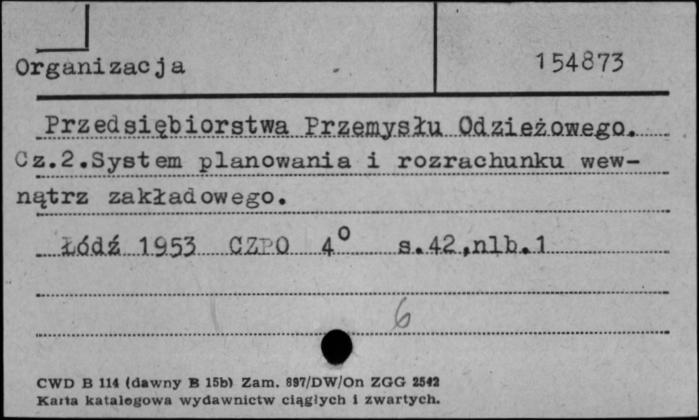 Organizacja
154873
Przedsiębiorstwa Przemysłu Odzieżowego.
Cz.2.System planowania i rozrachunku wew-
nątrz zakładowego.
Łódź 1953 CZPO 4° s.42,nlb.1
6
CWD B 114 (dawny B 15b) Zam. 897/DW/On ZGG 2542
Karta katalogowa wydawnictw ciągłych i zwartych.